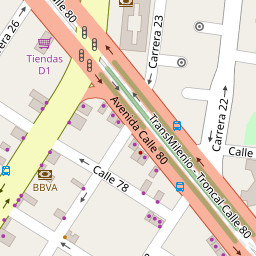 Calle 80
Carrera 26
Tiendas
D1
Carrera 23
Avenida Calle 80
TransMilenio - Troncal Calle 80
Carrera 22
Calle
Calle 78
BBVA